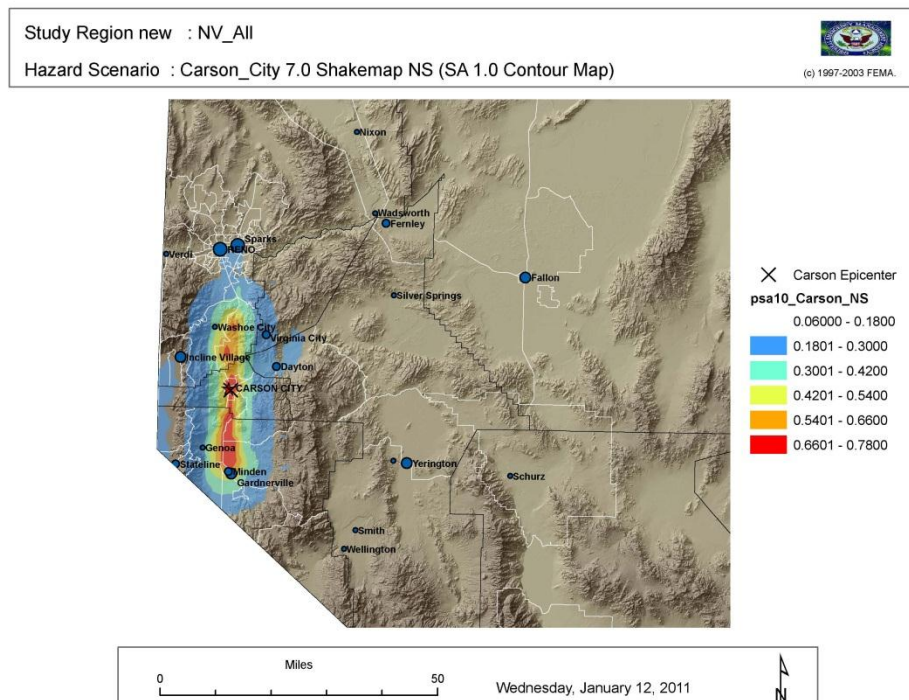 Study Region new : NV_All
Hazard Scenario : Carson_City 7.0 Shakemap NS (SA 1.0 Contour Map)
(c) 1997-2003 FEMA.
Nixon
Wadsworth
Fernley
Sparks
RENO
Verdi
Fallon
Silver Springs
Washoe City
Virginia City
Incline Village
Dayton
CARSON CITY
Genoa
Stateline
Minden
Gardnerville
Yerington
Schurz
Smith
Wellington
Carson Epicenter
psa10_Carson_NS
0.06000 - 0.1800
0.1801 - 0.3000
0.3001 - 0.4200
0.4201 - 0.5400
0.5401 - 0.6600
0.6601 - 0.7800
Miles
0 50
Wednesday, January 12, 2011
N